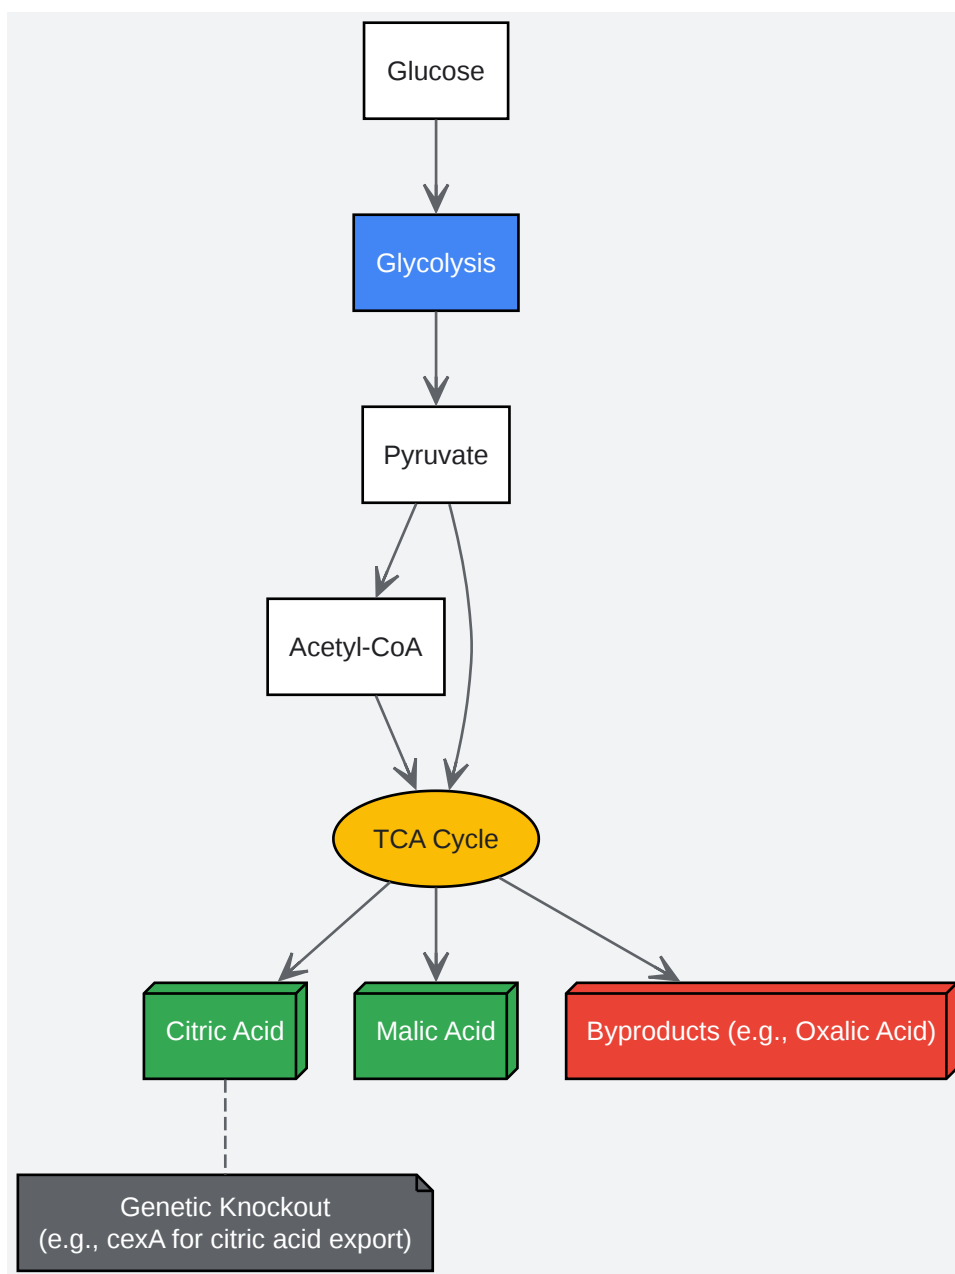 Glucose
Glycolysis
Pyruvate
Acetyl-CoA
TCA Cycle
Citric Acid
Malic Acid
Byproducts (e.g., Oxalic Acid)
Genetic Knockout
(e.g., cexA for citric acid export)